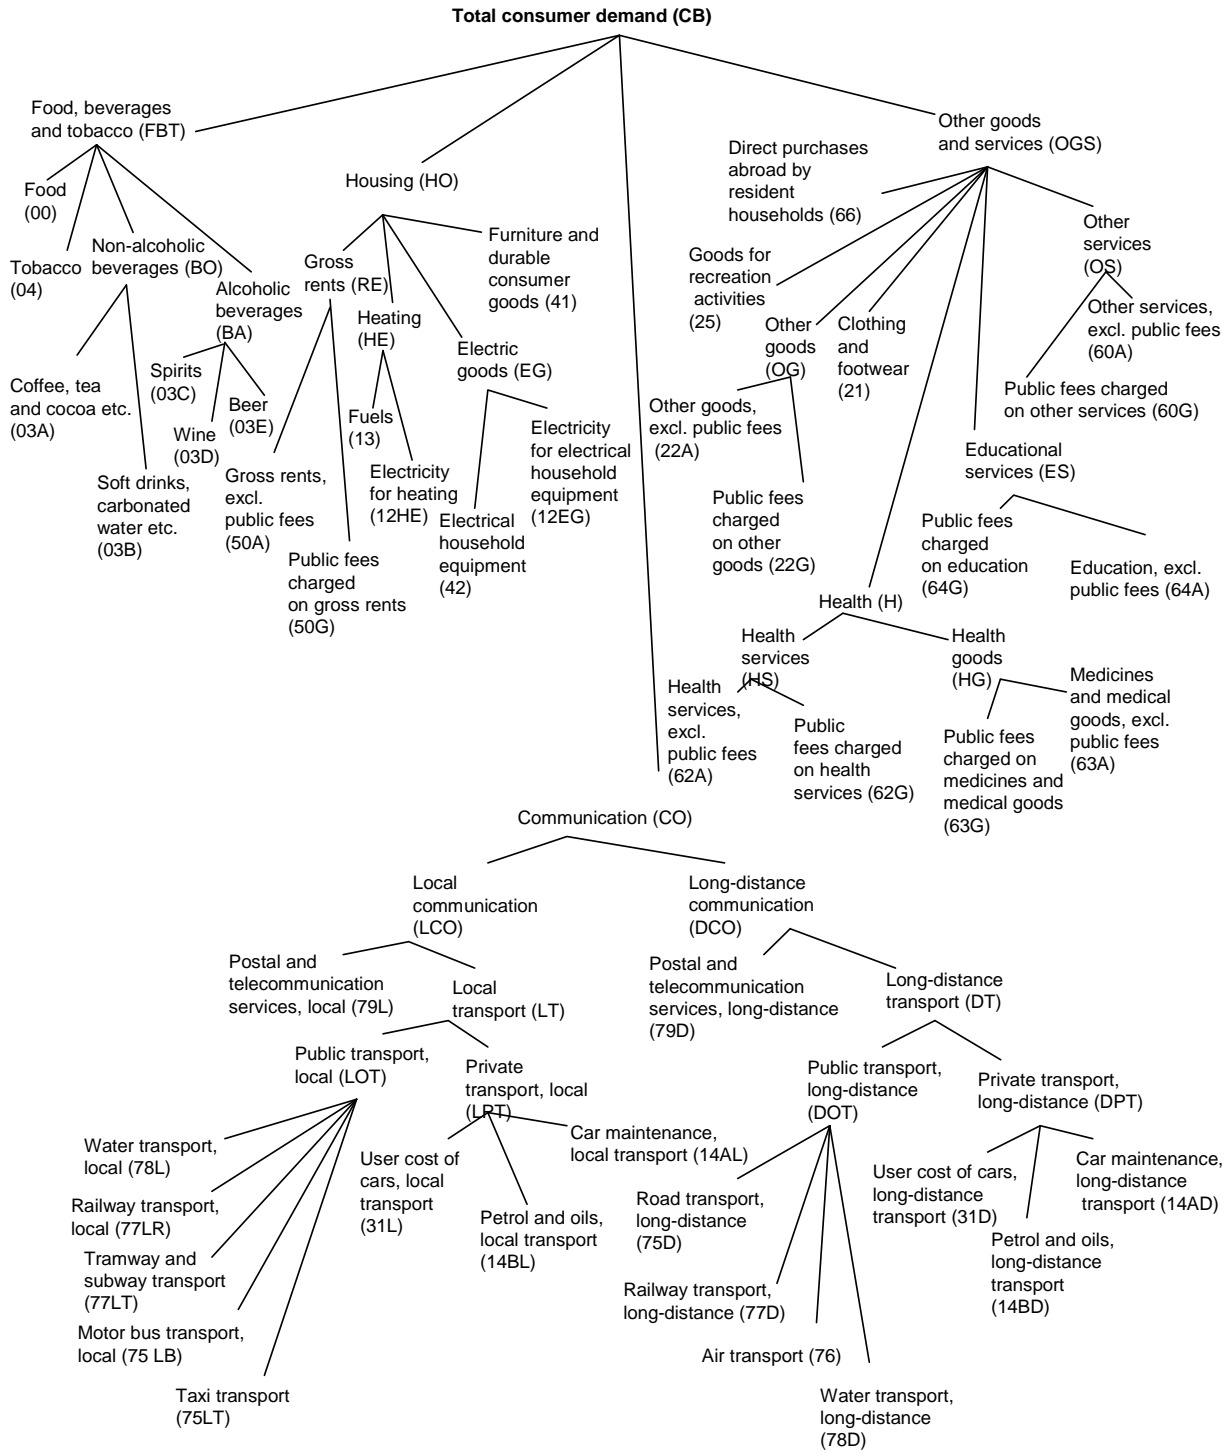 Total consumer demand (CB)
Food, beverages
and tobacco (FBT)
Food
(00)
Tobacco
(04)
Non-alcoholic
beverages (BO)
Alcoholic
beverages
(BA)
Coffee, tea
and cocoa etc.
(03A)
Soft drinks,
carbonated
water etc.
(03B)
Spirits
(03C)
Wine
(03D)
Beer
(03E)
Housing (HO)
Gross
rents (RE)
Heating
(HE)
Electric
goods (EG)
Furniture and
durable
consumer
goods (41)
Gross rents,
excl.
public fees
(50A)
Public fees
charged
on gross rents
(50G)
Fuels
(13)
Electricity
for heating
(12HE)
Electrical
household
equipment
(42)
Electricity
for electrical
household
equipment
(12EG)
Other goods
and services (OGS)
Direct purchases
abroad by
resident
households (66)
Goods for
recreation
activities
(25)
Other
goods
(OG)
Clothing
and
footwear
(21)
Other
services
(OS)
Other services,
excl. public fees
(60A)
Public fees charged
on other services (60G)
Other goods,
excl. public fees
(22A)
Public fees
charged
on other
goods (22G)
Educational
services (ES)
Public fees
charged
on education
(64G)
Education, excl.
public fees (64A)
Health (H)
Health
services
(HS)
Health
goods
(HG)
Health
services,
excl.
public fees
(62A)
Public
fees charged
on health
services (62G)
Public fees
charged on
medicines and
medical goods
(63G)
Medicines
and medical
goods, excl.
public fees
(63A)
Communication (CO)
Local
communication
(LCO)
Long-distance
communication
(DCO)
Postal and
telecommunication
services, local (79L)
Local
transport (LT)
Postal and
telecommunication
services, long-distance
(79D)
Long-distance
transport (DT)
Public transport,
local (LOT)
Private
transport, local
(LPT)
Public transport,
long-distance
(DOT)
Private transport,
long-distance (DPT)
Water transport,
local (78L)
Railway transport,
local (77LR)
Tramway and
subway transport
(77LT)
Motor bus transport,
local (75 LB)
Taxi transport
(75LT)
User cost of
cars, local
transport
(31L)
Petrol and oils,
local transport
(14BL)
Car maintenance,
local transport (14AL)
Road transport,
long-distance
(75D)
Railway transport,
long-distance (77D)
Air transport (76)
Water transport,
long-distance
(78D)
User cost of cars,
long-distance
transport (31D)
Petrol and oils,
long-distance
transport
(14BD)
Car maintenance,
long-distance
transport (14AD)